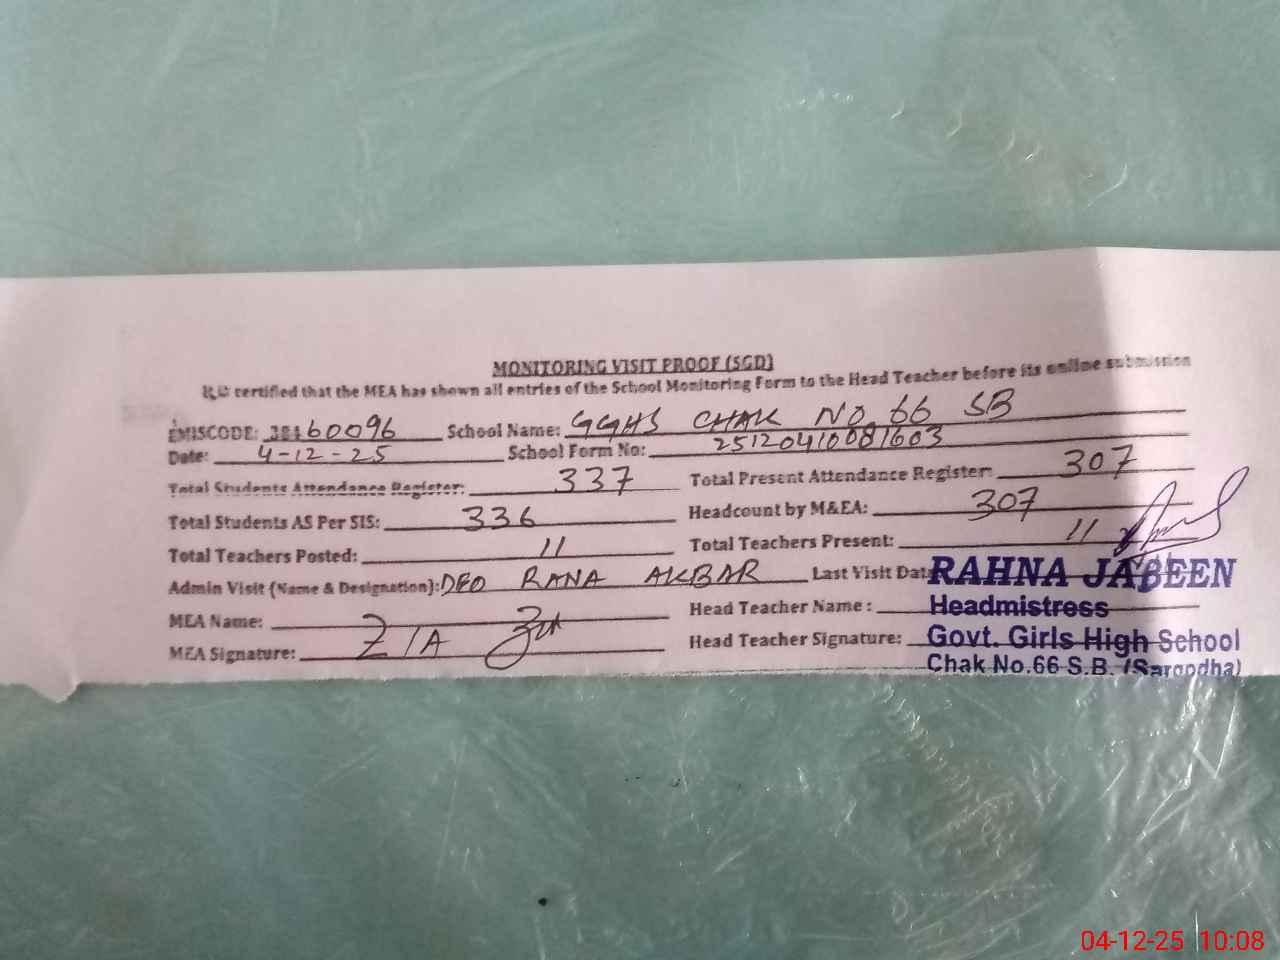 MONITORING VISIT PROOF (SGD)
It is certified that the MEA has shown all entries of the School Monitoring Form to the Head Teacher before its online submission
EMISCODE: 38160096 School Name: GGHS CHAK NO. 66 SB
Date: 4-12-25 School Form No: 25120410081603
Total Students Attendance Register: 337 Total Present Attendance Register: 307
Total Students AS Per SIS: 336 Headcount by M&EA: 307
Total Teachers Posted: 11 Total Teachers Present: 11
Admin Visit (Name & Designation): DEO RANA AKBAR Last Visit Date
RAHNA JABEEN
MEA Name: ZIA Head Teacher Name :
Headmistress
MEA Signature: Head Teacher Signature:
Govt. Girls High School
Chak No.66 S.B. (Sargodha)
04-12-25 10:08